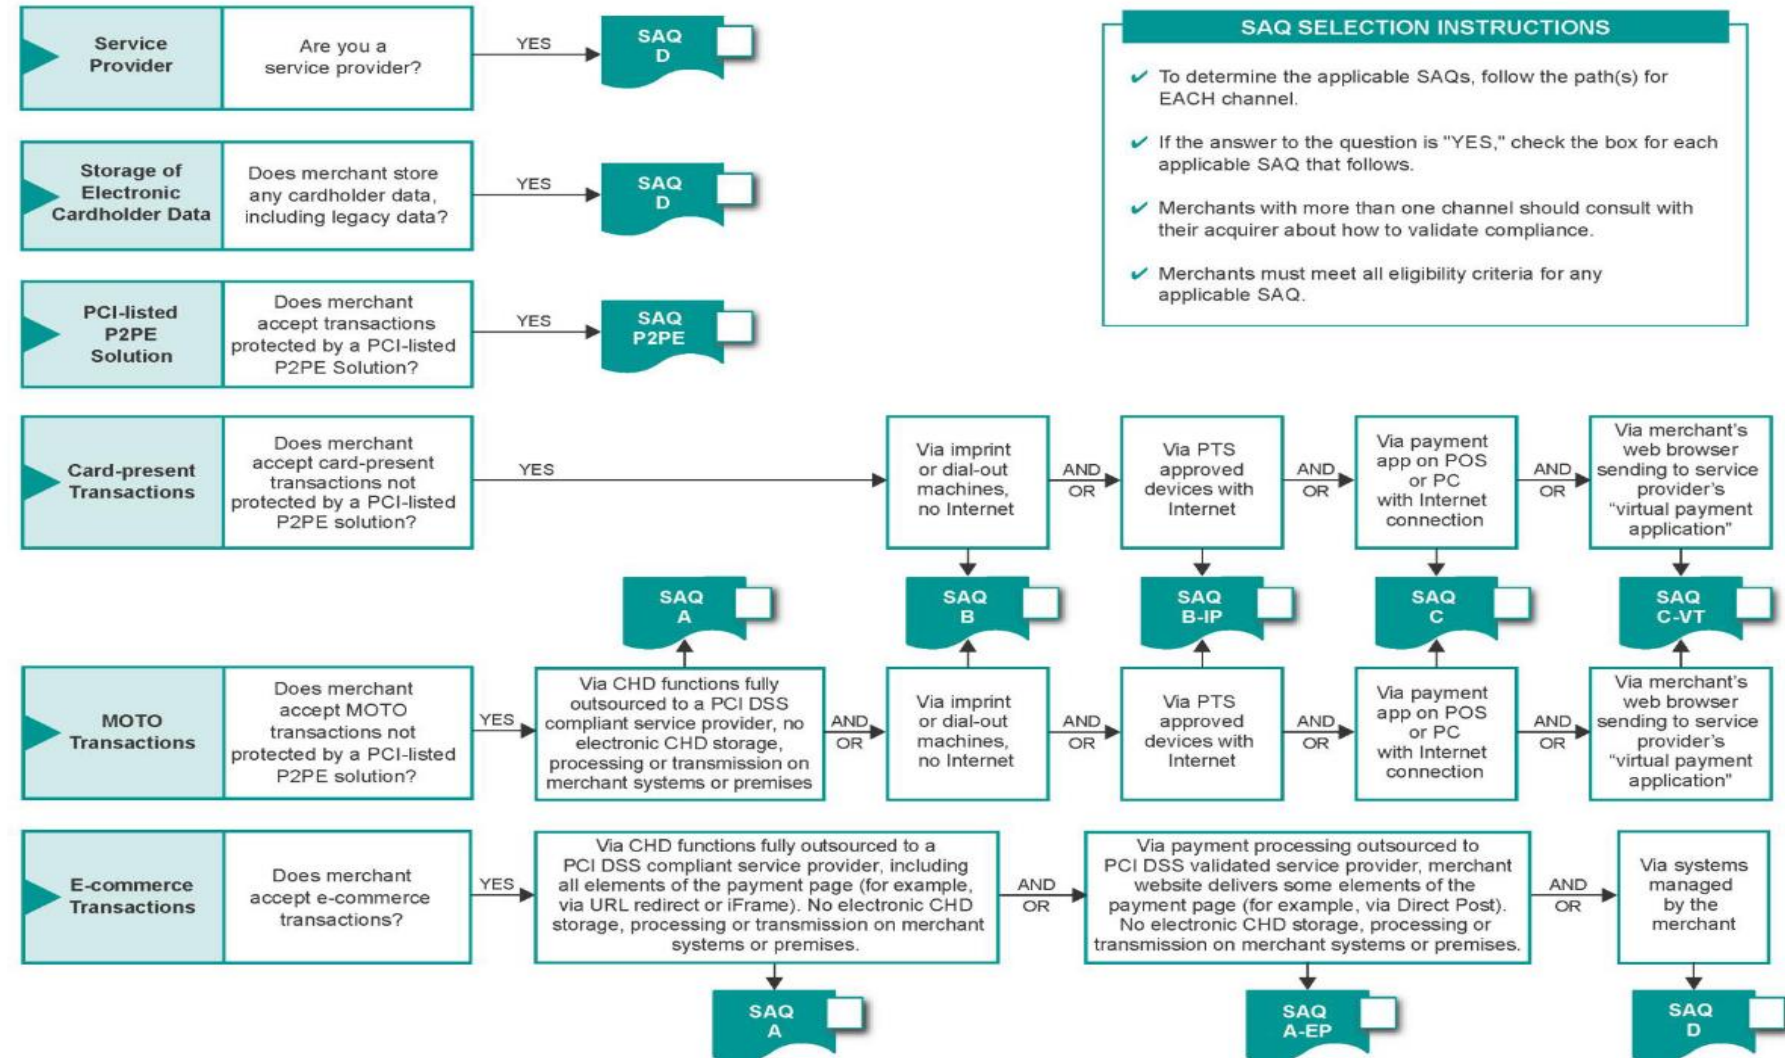 Service
Provider
Are you a
service provider?
YES
SAQ
D
SAQ SELECTION INSTRUCTIONS
✔ To determine the applicable SAQs, follow the path(s) for
EACH channel.
✔ If the answer to the question is "YES," check the box for each
applicable SAQ that follows.
✔ Merchants with more than one channel should consult with
their acquirer about how to validate compliance.
✔ Merchants must meet all eligibility criteria for any
applicable SAQ.
Storage of
Electronic
Cardholder Data
Does merchant store
any cardholder data,
including legacy data?
YES
SAQ
D
PCI-listed
P2PE
Solution
Does merchant
accept transactions
protected by a PCI-listed
P2PE Solution?
YES
SAQ
P2PE
Card-present
Transactions
Does merchant
accept card-present
transactions not
protected by a PCI-listed
P2PE solution?
YES
Via imprint
or dial-out
machines,
no Internet
AND
OR
Via PTS
approved
devices with
Internet
AND
OR
Via payment
app on POS
or PC
with Internet
connection
AND
OR
Via merchant's
web browser
sending to service
provider's
“virtual payment
application”
SAQ
A
SAQ
B
SAQ
B-IP
SAQ
C
SAQ
C-VT
MOTO
Transactions
Does merchant
accept MOTO
transactions not
protected by a PCI-listed
P2PE solution?
YES
Via CHD functions fully
outsourced to a PCI DSS
compliant service provider, no
electronic CHD storage,
processing or transmission on
merchant systems or premises
AND
OR
Via imprint
or dial-out
machines,
no Internet
AND
OR
Via PTS
approved
devices with
Internet
AND
OR
Via payment
app on POS
or PC
with Internet
connection
AND
OR
Via merchant's
web browser
sending to service
provider's
“virtual payment
application”
E-commerce
Transactions
Does merchant
accept e-commerce
transactions?
YES
Via CHD functions fully outsourced to a
PCI DSS compliant service provider, including
all elements of the payment page (for example,
via URL redirect or iFrame). No electronic CHD
storage, processing or transmission on merchant
systems or premises.
AND
OR
Via payment processing outsourced to
PCI DSS validated service provider, merchant
website delivers some elements of the
payment page (for example, via Direct Post).
No electronic CHD storage, processing or
transmission on merchant systems or premises.
AND
OR
Via systems
managed
by the
merchant
SAQ
A
SAQ
A-EP
SAQ
D